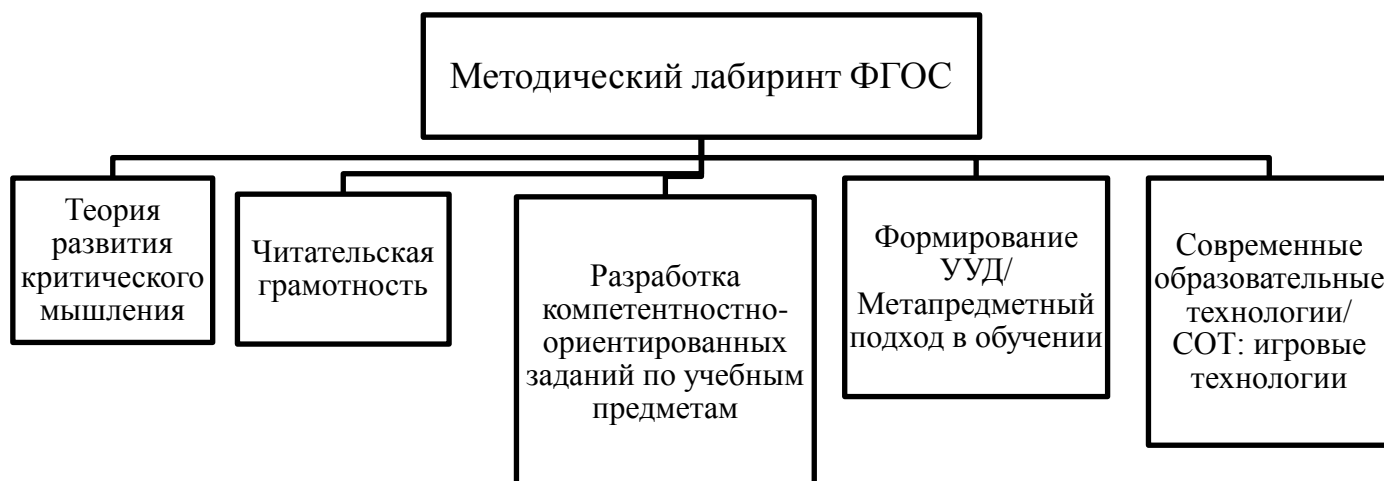 Методический лабиринт ФГОС
Теория
развития
критического
мышления
Читательская
грамотность
Разработка
компетентностно-
ориентированных
заданий по учебным
предметам
Формирование
УУД/
Метапредметный
подход в обучении
Современные
образовательные
технологии/
СОТ: игровые
технологии